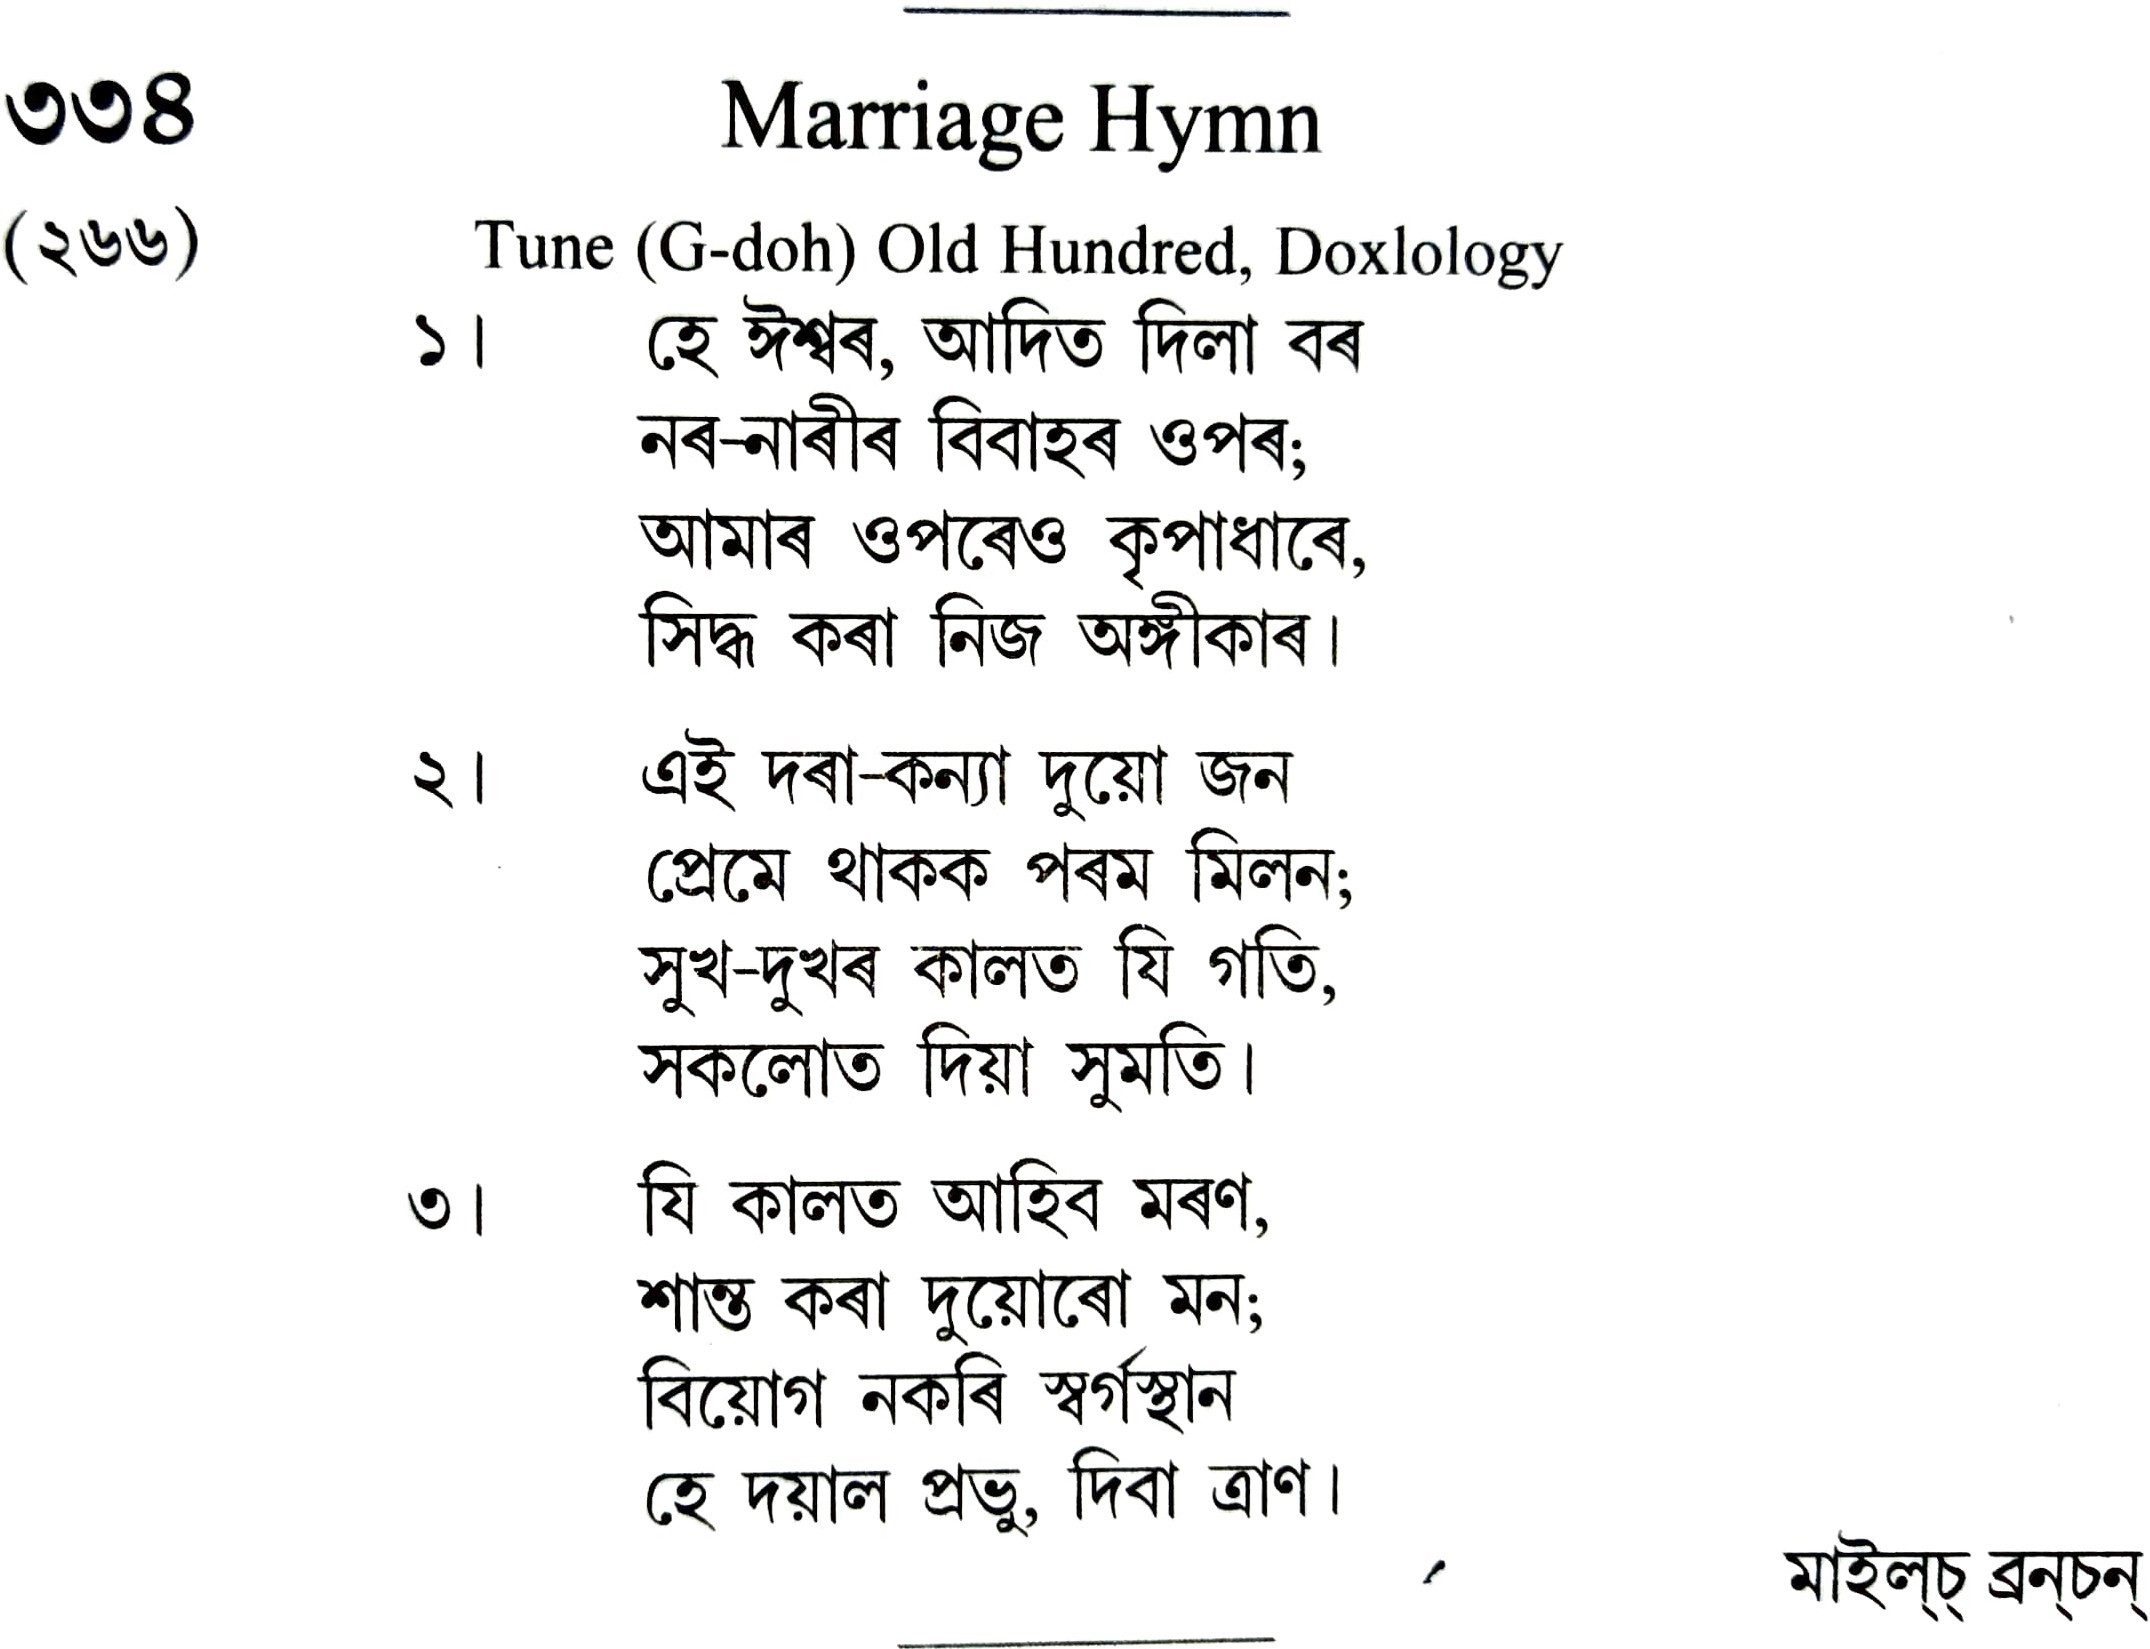 ৩৩৪ Marriage Hymn
(২৬৬) Tune (G-doh) Old Hundred, Doxlology
১। হে ঈশ্বৰ, আদিত দিলা বৰ
নৰ-নাৰীৰ বিবাহৰ ওপৰ;
আমাৰ ওপৰেও কৃপাধাৰে,
সিদ্ধ কৰা নিজ অঙ্গীকাৰ।
২। এই দৰা-কন্যা দুয়ো জন
প্ৰেমে থাকক পৰম মিলন;
সুখ-দুখৰ কালত যি গতি,
সকলোত দিয়া সুমতি।
৩। যি কালত আহিব মৰণ,
শান্ত কৰা দুয়োৰো মন;
বিয়োগ নকৰি স্বৰ্গস্থান
হে দয়াল প্ৰভু, দিবা ত্ৰাণ।
মাইল্চ্ ব্ৰন্চন্